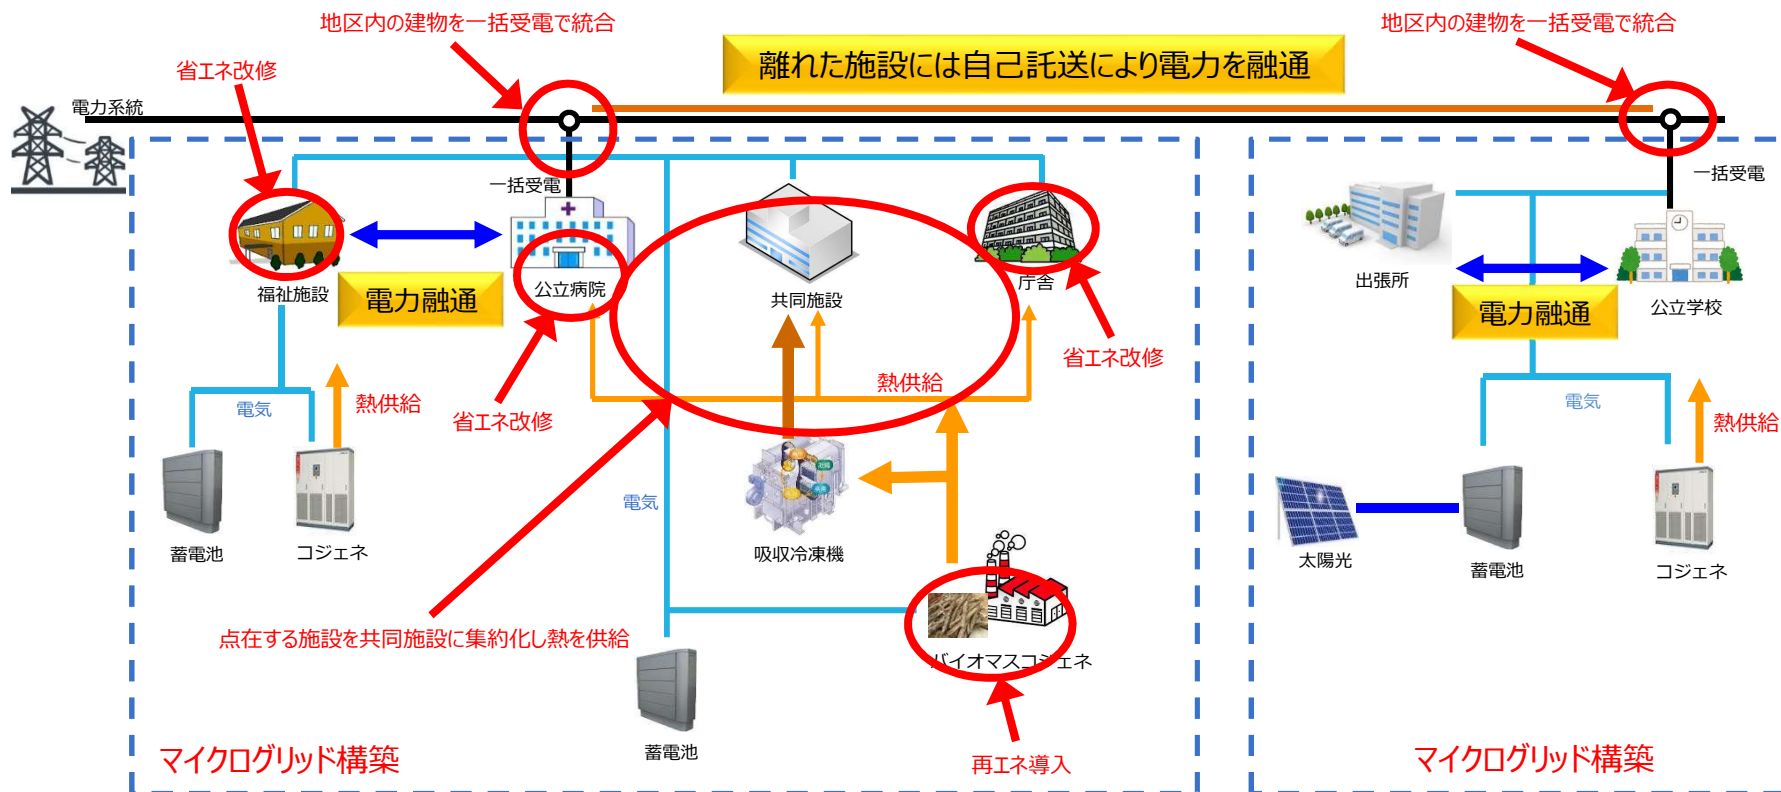 地区内の建物を一括受電で統合
地区内の建物を一括受電で統合
離れた施設には自己託送により電力を融通
省エネ改修
電力系統
一括受電
一括受電
福祉施設
公立病院
共同施設
庁舎
出張所
公立学校
電力融通
電力融通
省エネ改修
熱供給
電気
熱供給
省エネ改修
電気
熱供給
電気
蓄電池
コジェネ
吸収冷凍機
太陽光
蓄電池
コジェネ
点在する施設を共同施設に集約化し熱を供給
バイオマスコジェネ
蓄電池
再エネ導入
マイクログリッド構築
マイクログリッド構築